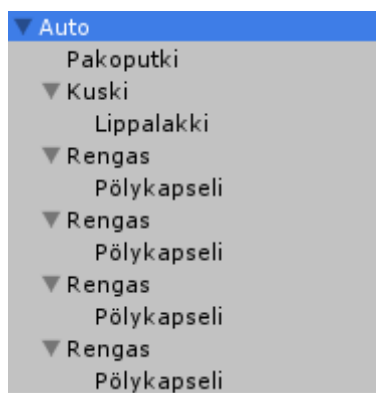 Auto
Pakoputki
Kuski
Lippalakki
Rengas
Pölykapseli
Rengas
Pölykapseli
Rengas
Pölykapseli
Rengas
Pölykapseli